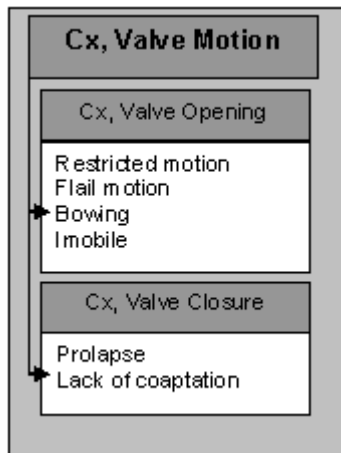 Cx, Valve Motion
Cx, Valve Opening
Restricted motion
Flail motion
Bowing
Imobile
Cx, Valve Closure
Prolapse
Lack of coaptation